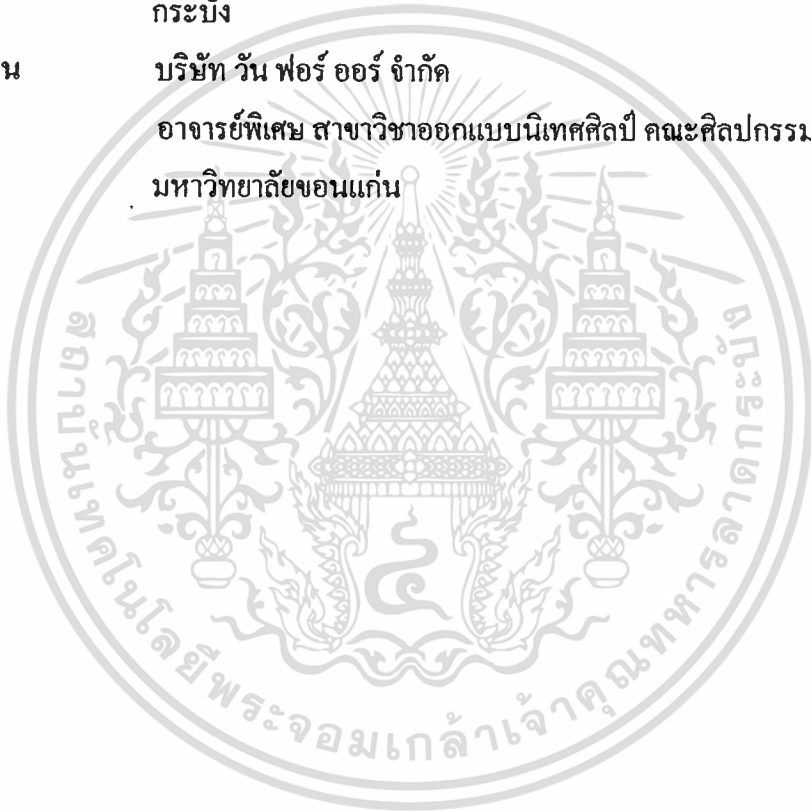 กระบัง
น บริษัท วัน ฟอร์ ออร์ จำกัด
อาจารย์พิเศษ สาขาวิชาออกแบบนิเทศศิลป์ คณะศิลปกรรม
มหาวิทยาลัยขอนแก่น
สถาบันเทคโนโลยีพระจอมเกล้าเจ้าคุณทหารลาดกระบัง
๔